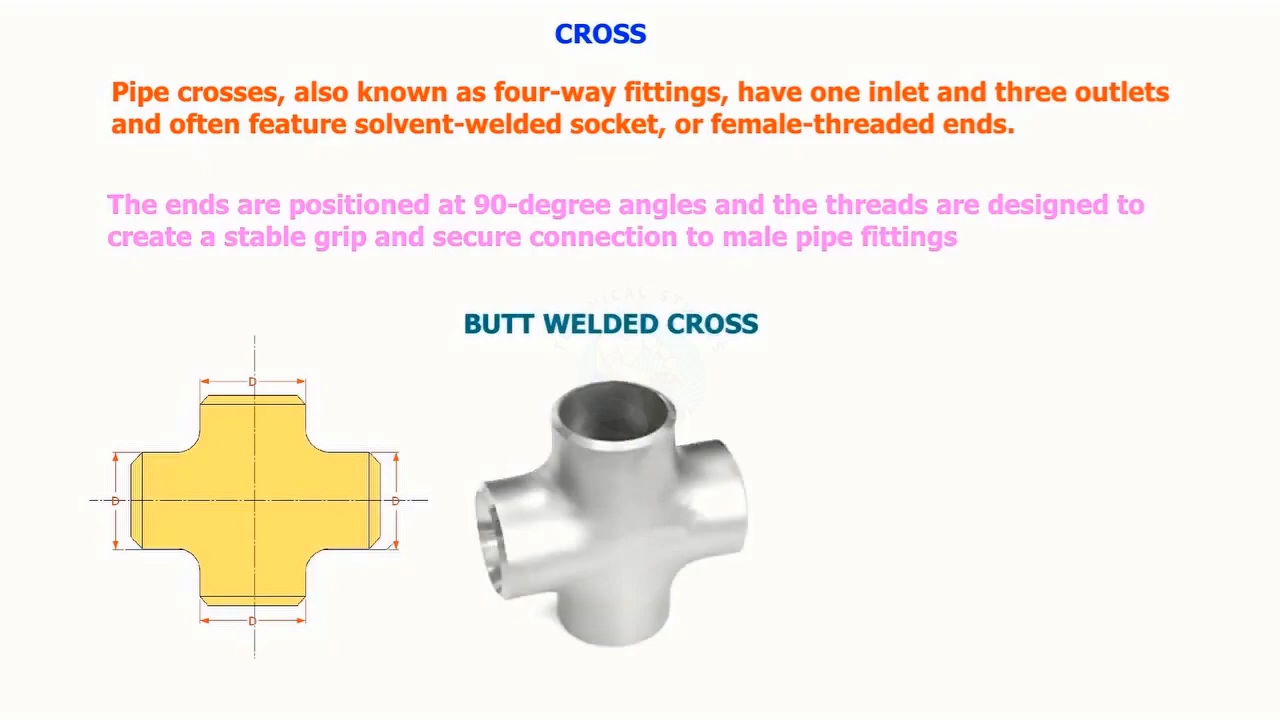 CROSS
Pipe crosses, also known as four-way fittings, have one inlet and three outlets
and often feature solvent-welded socket, or female-threaded ends.
The ends are positioned at 90-degree angles and the threads are designed to
create a stable grip and secure connection to male pipe fittings
BUTT WELDED CROSS
D
D
D
D